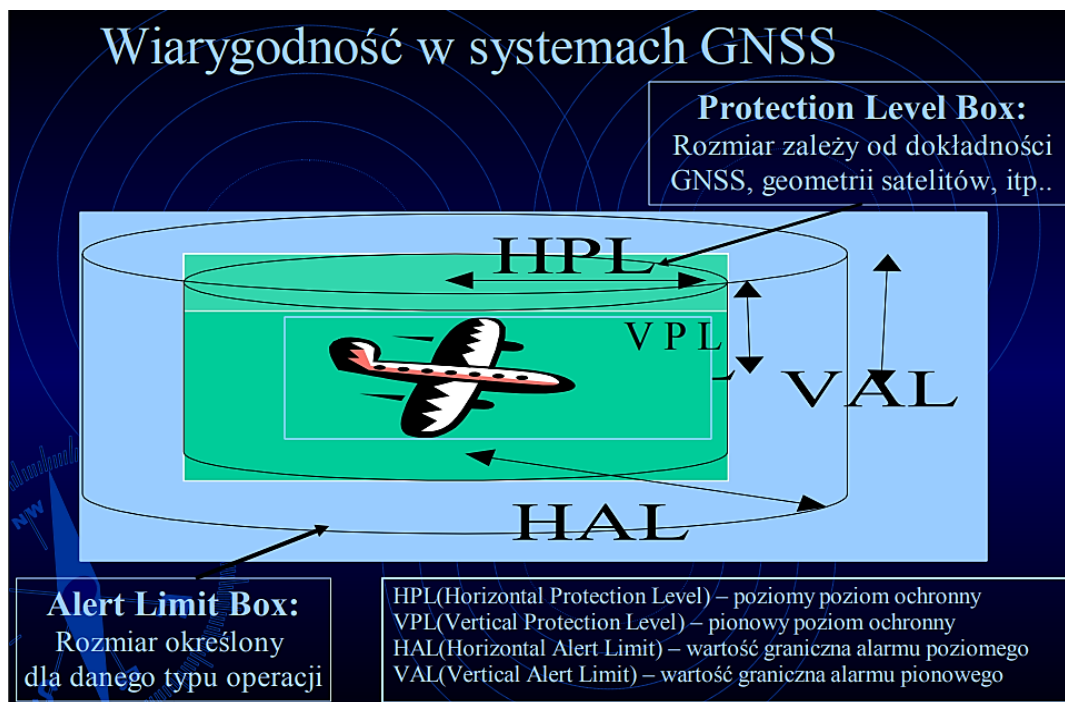 Wiarygodność w systemach GNSS
Protection Level Box:
Rozmiar zależy od dokładności
GNSS, geometrii satelitów, itp..
HPL
V P L
L
VAL
HAL
NW
Alert Limit Box:
Rozmiar określony
dla danego typu operacji
HPL(Horizontal Protection Level) – poziomy poziom ochronny
VPL(Vertical Protection Level) – pionowy poziom ochronny
HAL(Horizontal Alert Limit) – wartość graniczna alarmu poziomego
VAL(Vertical Alert Limit) – wartość graniczna alarmu pionowego